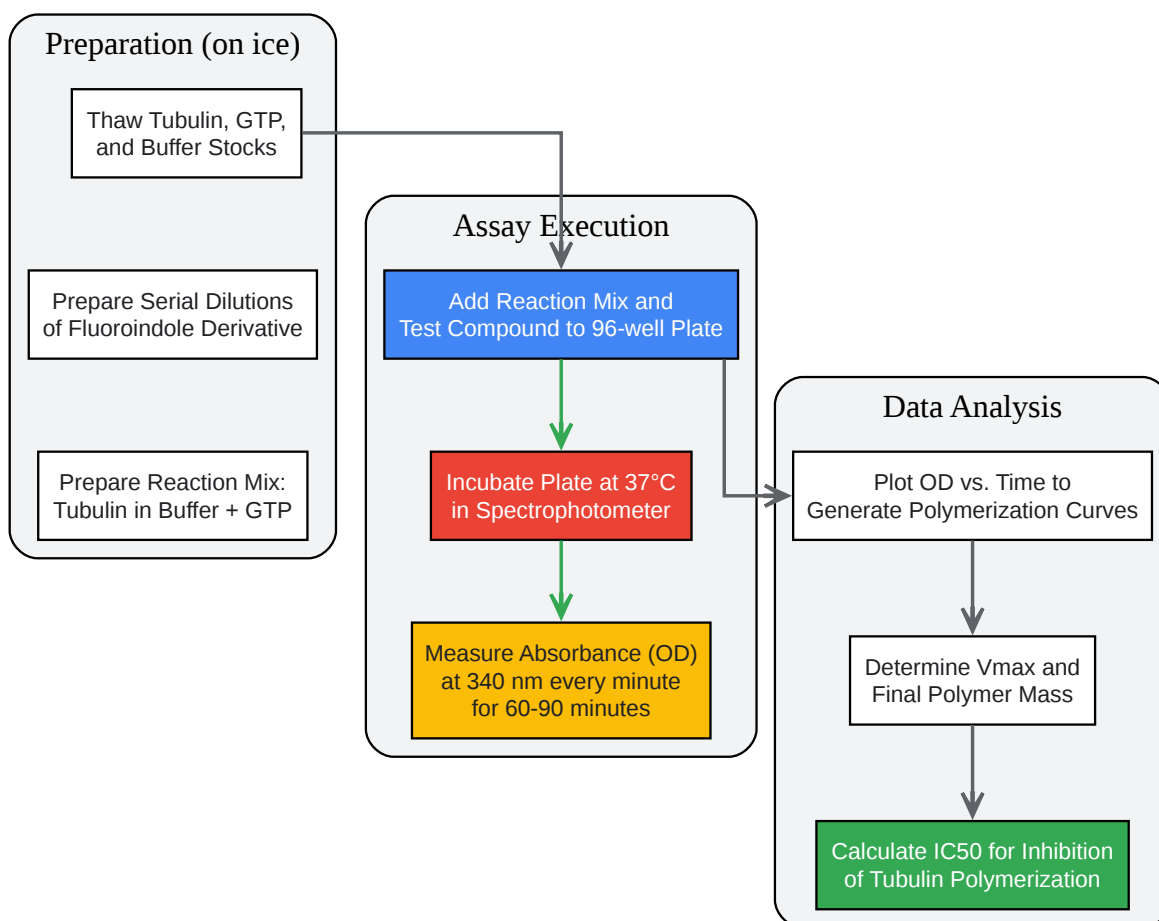 Preparation (on ice)
Thaw Tubulin, GTP,
and Buffer Stocks
Prepare Serial Dilutions
of Fluoroindole Derivative
Prepare Reaction Mix:
Tubulin in Buffer + GTP
Assay Execution
Add Reaction Mix and
Test Compound to 96-well Plate
Incubate Plate at 37°C
in Spectrophotometer
Measure Absorbance (OD)
at 340 nm every minute
for 60-90 minutes
Data Analysis
Plot OD vs. Time to
Generate Polymerization Curves
Determine Vmax and
Final Polymer Mass
Calculate IC50 for Inhibition
of Tubulin Polymerization